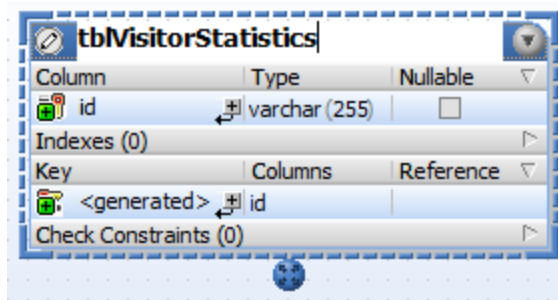 tblVisitorStatistics
Column Type Nullable
id varchar (255)
Indexes (0)
Key Columns Reference
<generated> id
Check Constraints (0)